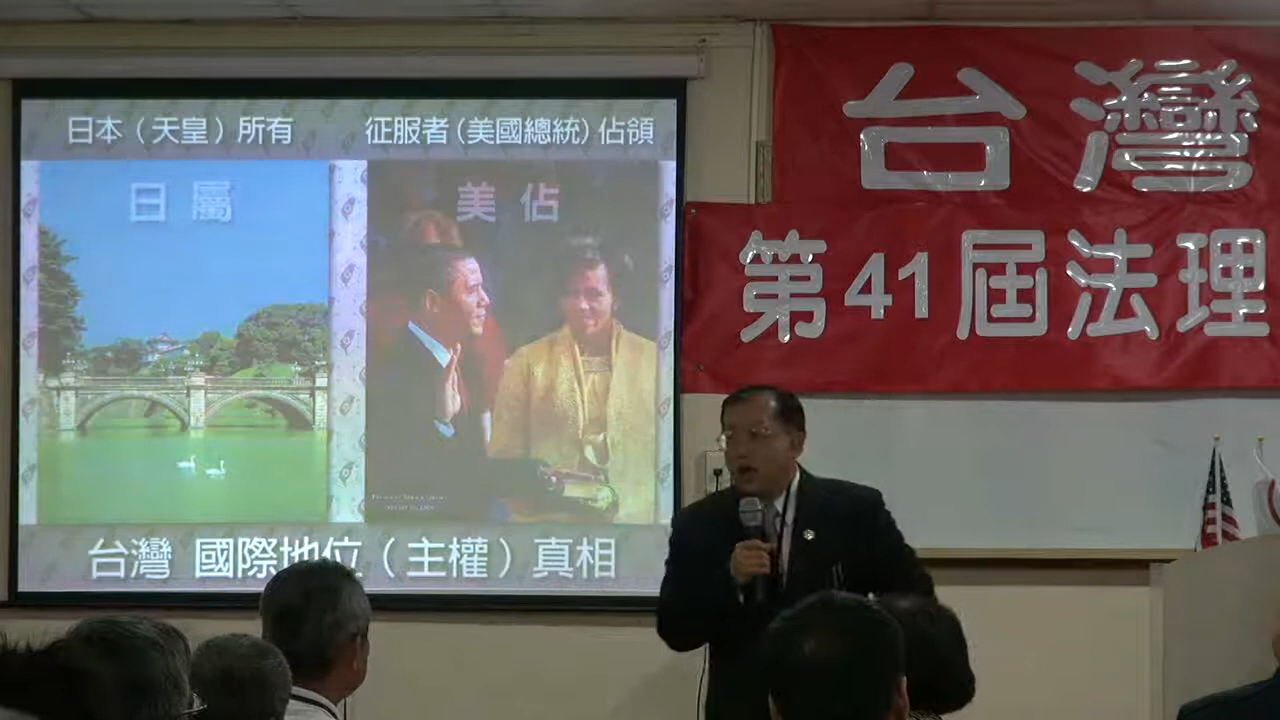 日本（天皇）所有
征服者（美國總統）佔領
日屬
美佔
台灣 國際地位（主權）真相
台灣
第41屆法理